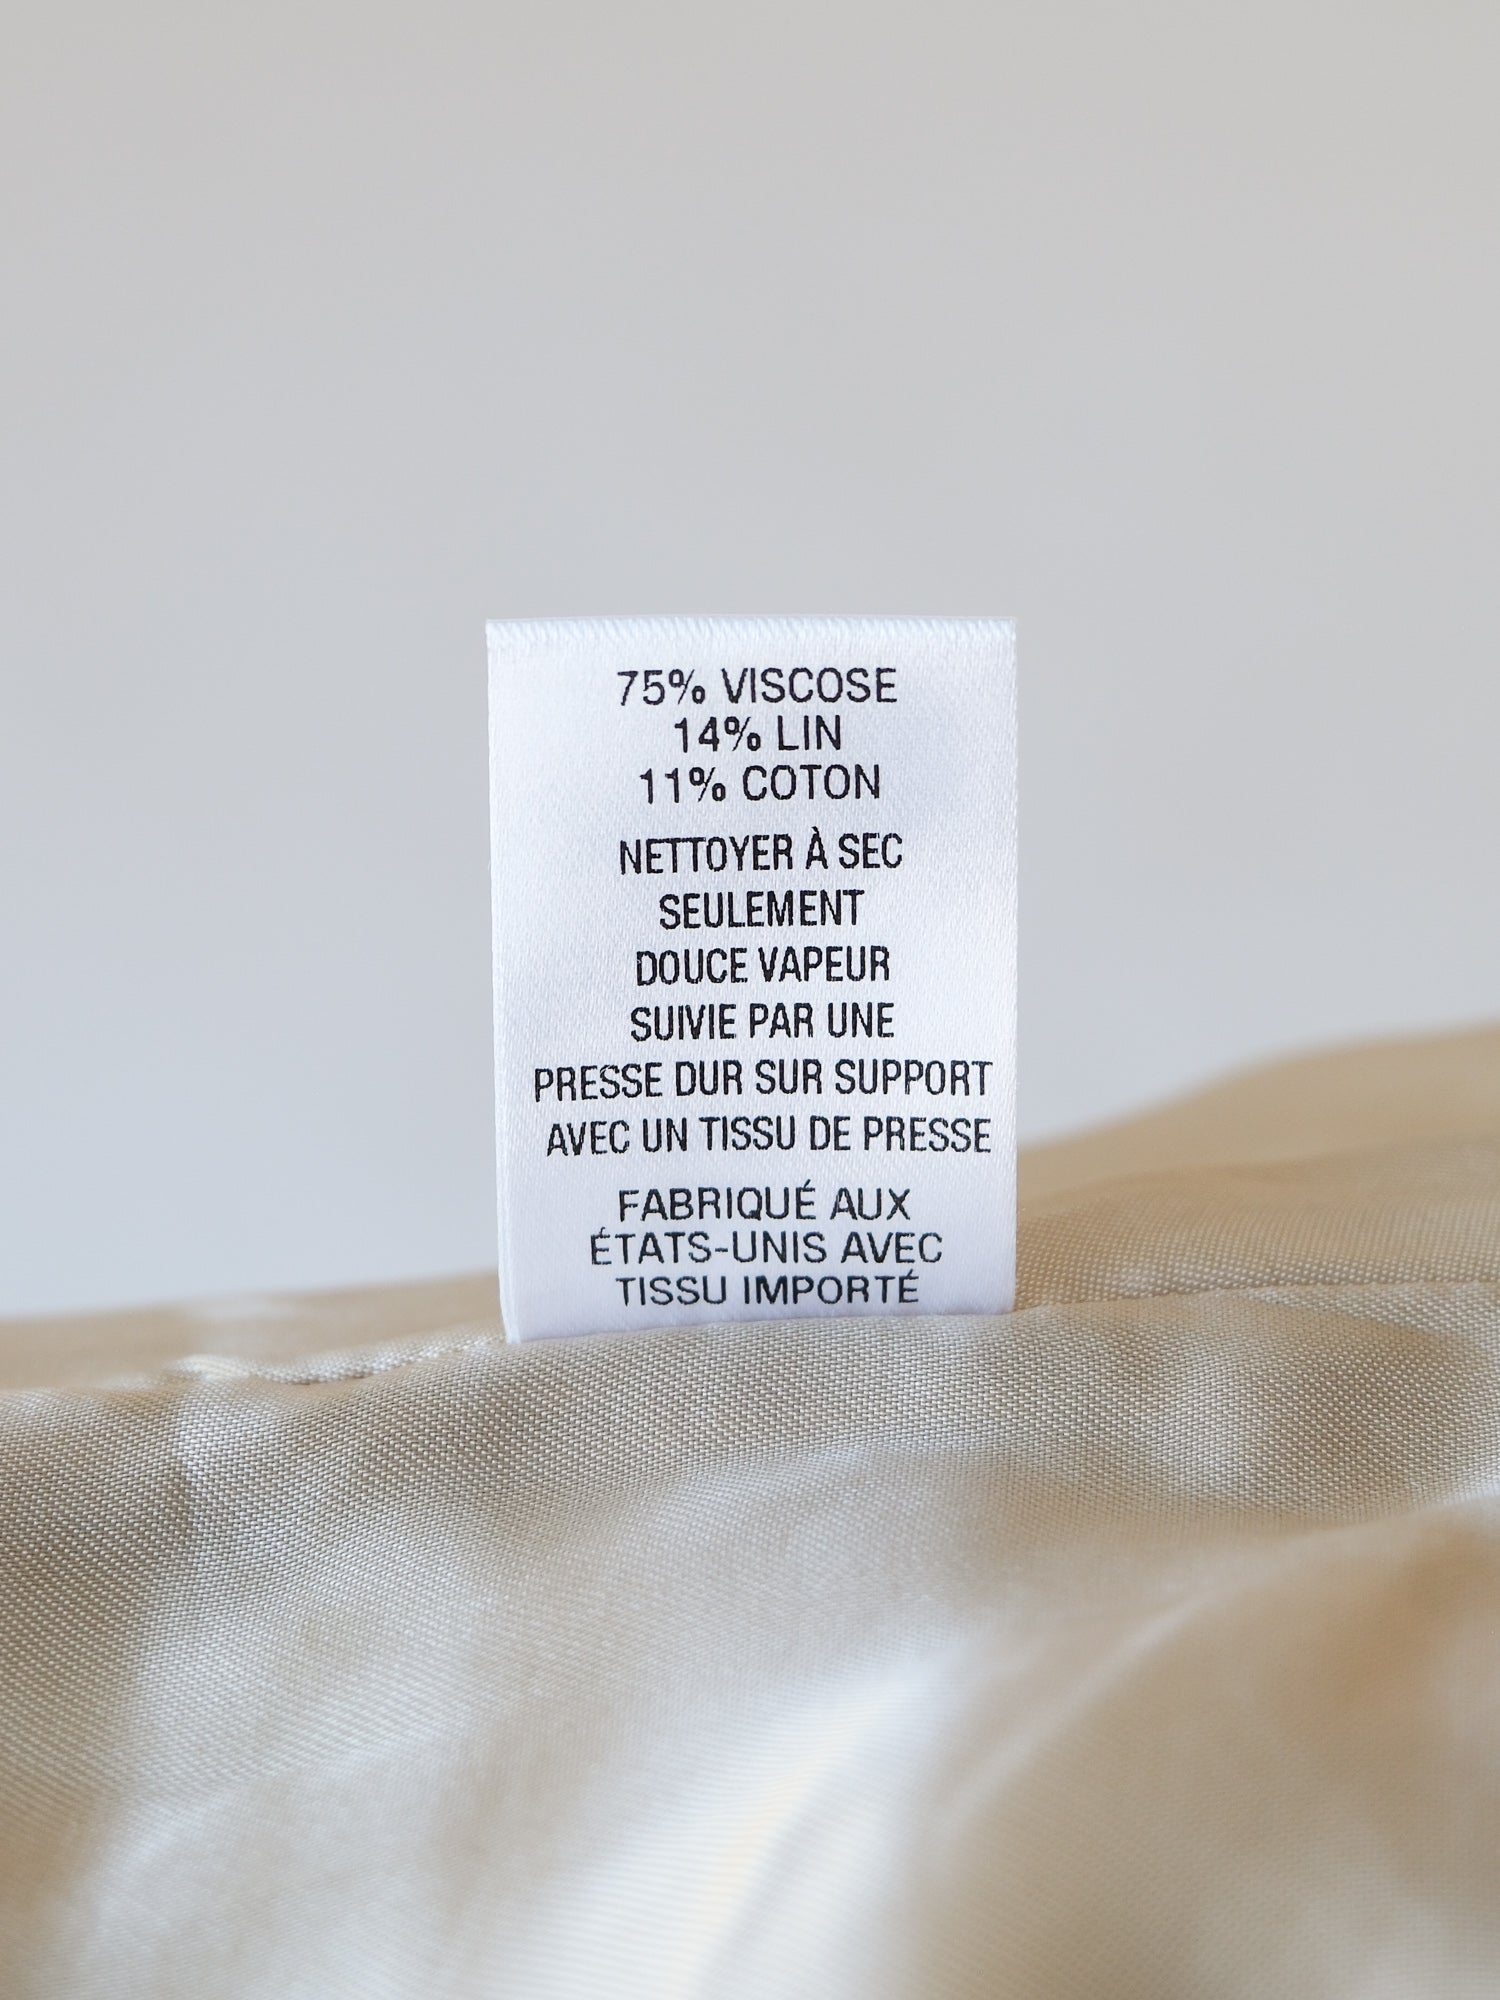 75% VISCOSE
14% LIN
11% COTON
NETTOYER À SEC
SEULEMENT
DOUCE VAPEUR
SUIVIE PAR UNE
PRESSE DUR SUR SUPPORT
AVEC UN TISSU DE PRESSE
FABRIQUÉ AUX
ÉTATS-UNIS AVEC
TISSU IMPORTÉ